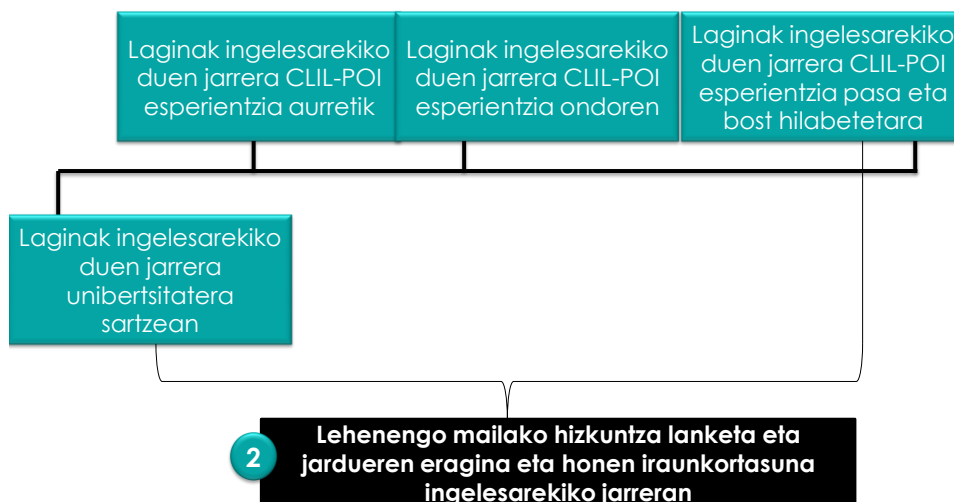 Laginak ingelesarekiko
duen jarrera CLIL-POI
esperientzia aurretik
Laginak ingelesarekiko
duen jarrera CLIL-POI
esperientzia ondoren
Laginak ingelesarekiko
duen jarrera CLIL-POI
esperientzia pasa eta
bost hilabetetara
Laginak ingelesarekiko
duen jarrera
unibertsitatera
sartzean
2
Lehenengo mailako hizkuntza lanketa eta
jardueren eragina eta honen iraunkortasuna
ingelesarekiko jarreran